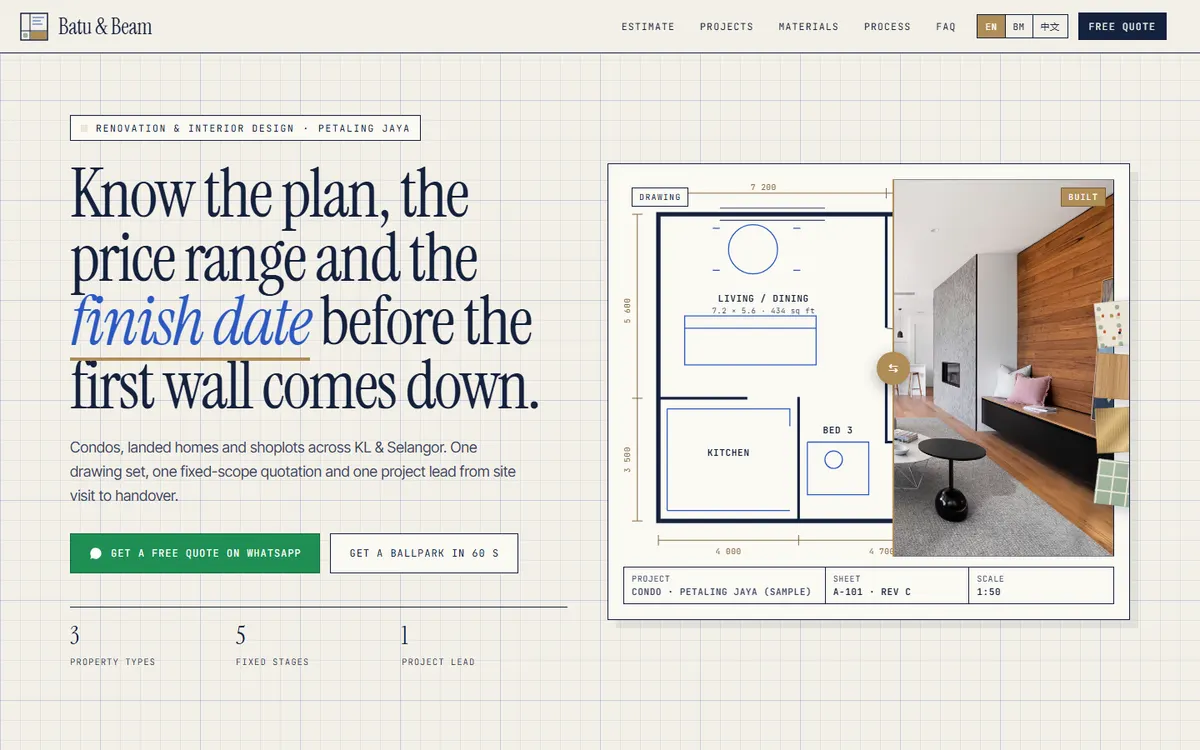 Batu & Beam
ESTIMATE
PROJECTS
MATERIALS
PROCESS
FAQ
EN
BM
中文
FREE QUOTE
RENOVATION & INTERIOR DESIGN · PETALING JAYA
Know the plan, the
price range and the
finish date before the
first wall comes down.
Condos, landed homes and shoplots across KL & Selangor. One
drawing set, one fixed-scope quotation and one project lead from site
visit to handover.
GET A FREE QUOTE ON WHATSAPP
GET A BALLPARK IN 60 S
3
PROPERTY TYPES
5
FIXED STAGES
1
PROJECT LEAD
DRAWING
7 200
BUILT
5 600
LIVING / DINING
7.2 × 5.6 · 434 sq ft
3 500
KITCHEN
BED 3
4 000
4 700
PROJECT
CONDO · PETALING JAYA (SAMPLE)
SHEET
A-101 · REV C
SCALE
1:50